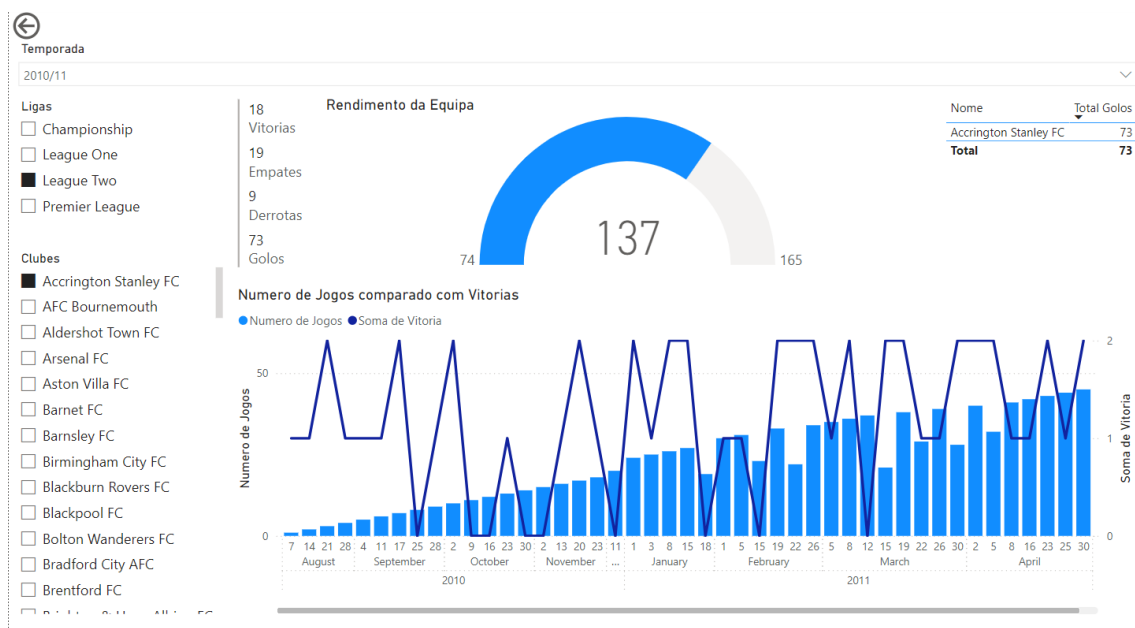 Temporada
2010/11
Ligas
Championship
League One
League Two
Premier League
Clubes
Accrington Stanley FC
AFC Bournemouth
Aldershot Town FC
Arsenal FC
Aston Villa FC
Barnet FC
Barnsley FC
Birmingham City FC
Blackburn Rovers FC
Blackpool FC
Bolton Wanderers FC
Bradford City AFC
Brentford FC
18
Vitorias
19
Empates
9
Derrotas
73
Golos
Rendimento da Equipa
137
74 165
Nome Total Golos
Accrington Stanley FC 73
Total 73
Numero de Jogos comparado com Vitorias
Numero de Jogos Soma de Vitoria
Numero de Jogos
50
0
2
1
0
Soma de Vitoria
7 14 21 28 4 11 17 25 28 2 9 16 23 30 2 13 20 23 11 1 3 8 15 18 1 5 15 19 22 26 5 8 12 15 19 22 26 30 2 5 8 16 23 25 30
August September October November ... January February March April
2010 2011